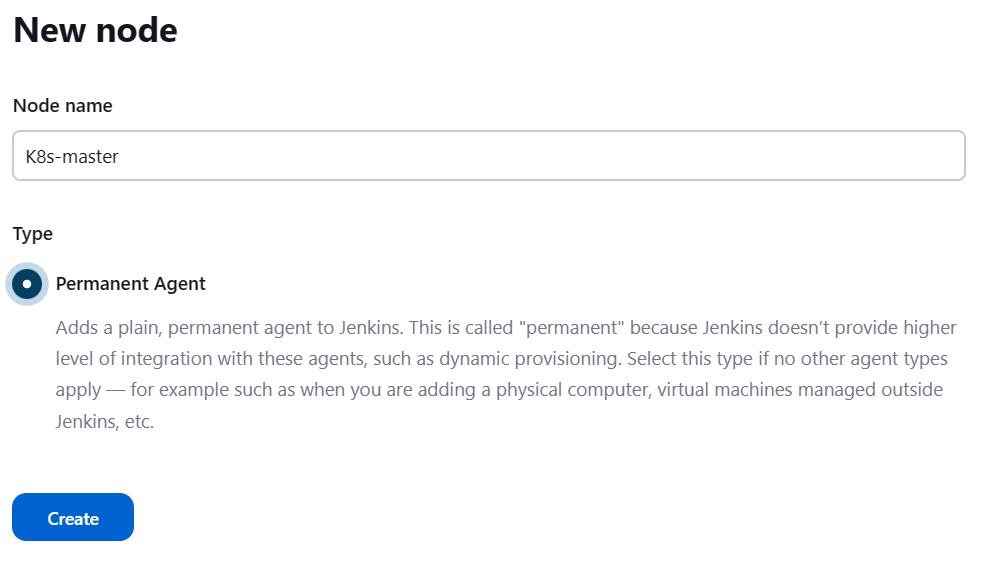 New node
Node name
K8s-master
Type
Permanent Agent
Adds a plain, permanent agent to Jenkins. This is called "permanent" because Jenkins doesn’t provide higher
level of integration with these agents, such as dynamic provisioning. Select this type if no other agent types
apply — for example such as when you are adding a physical computer, virtual machines managed outside
Jenkins, etc.
Create